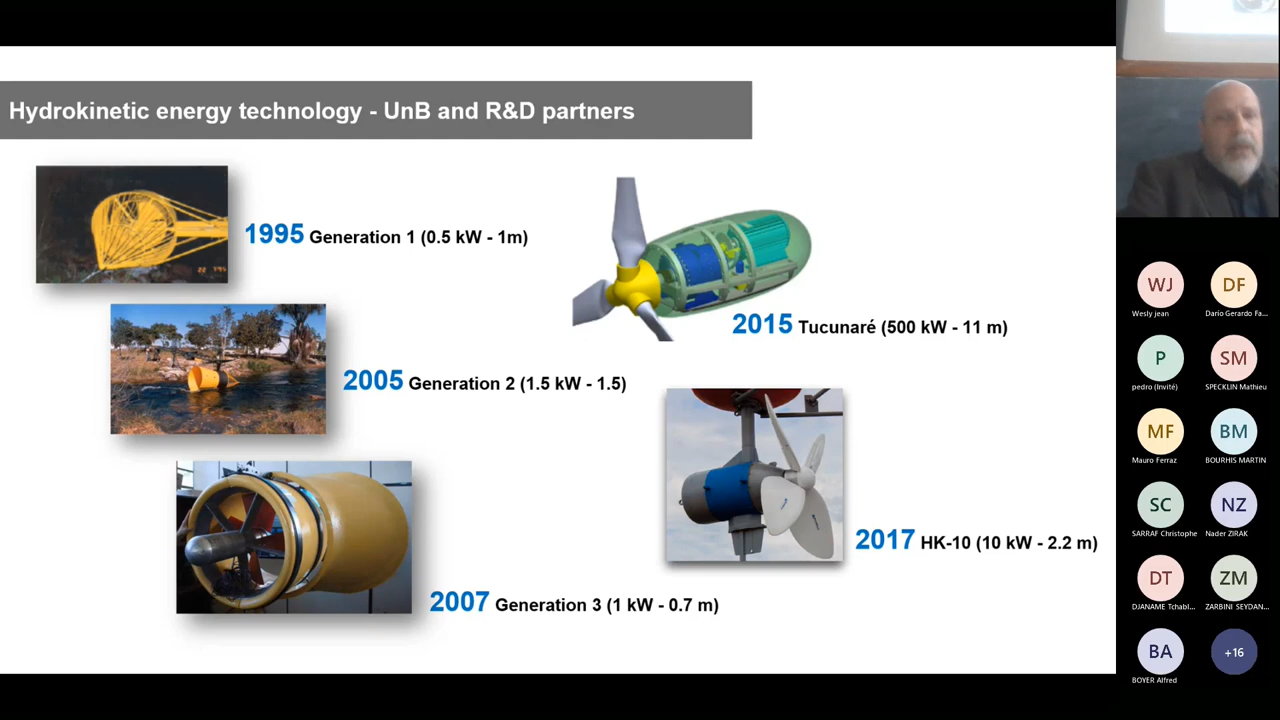 Hydrokinetic energy technology - UnB and R&D partners
1995 Generation 1 (0.5 kW - 1m)
2015 Tucunaré (500 kW - 11 m)
2005 Generation 2 (1.5 kW - 1.5)
2017 HK-10 (10 kW - 2.2 m)
2007 Generation 3 (1 kW - 0.7 m)
WJ
Wesly jean
DF
Darío Gerardo Fa...
P
pedro (Invité)
SM
SPECKLIN Mathieu
MF
Mauro Ferraz
BM
BOURHIS MARTIN
SC
SARRAF Christophe
NZ
Nader ZIRAK
DT
DJANAME Tchabl...
ZM
ZARBINI SEYDAN...
BA
BOYER Alfred
+16